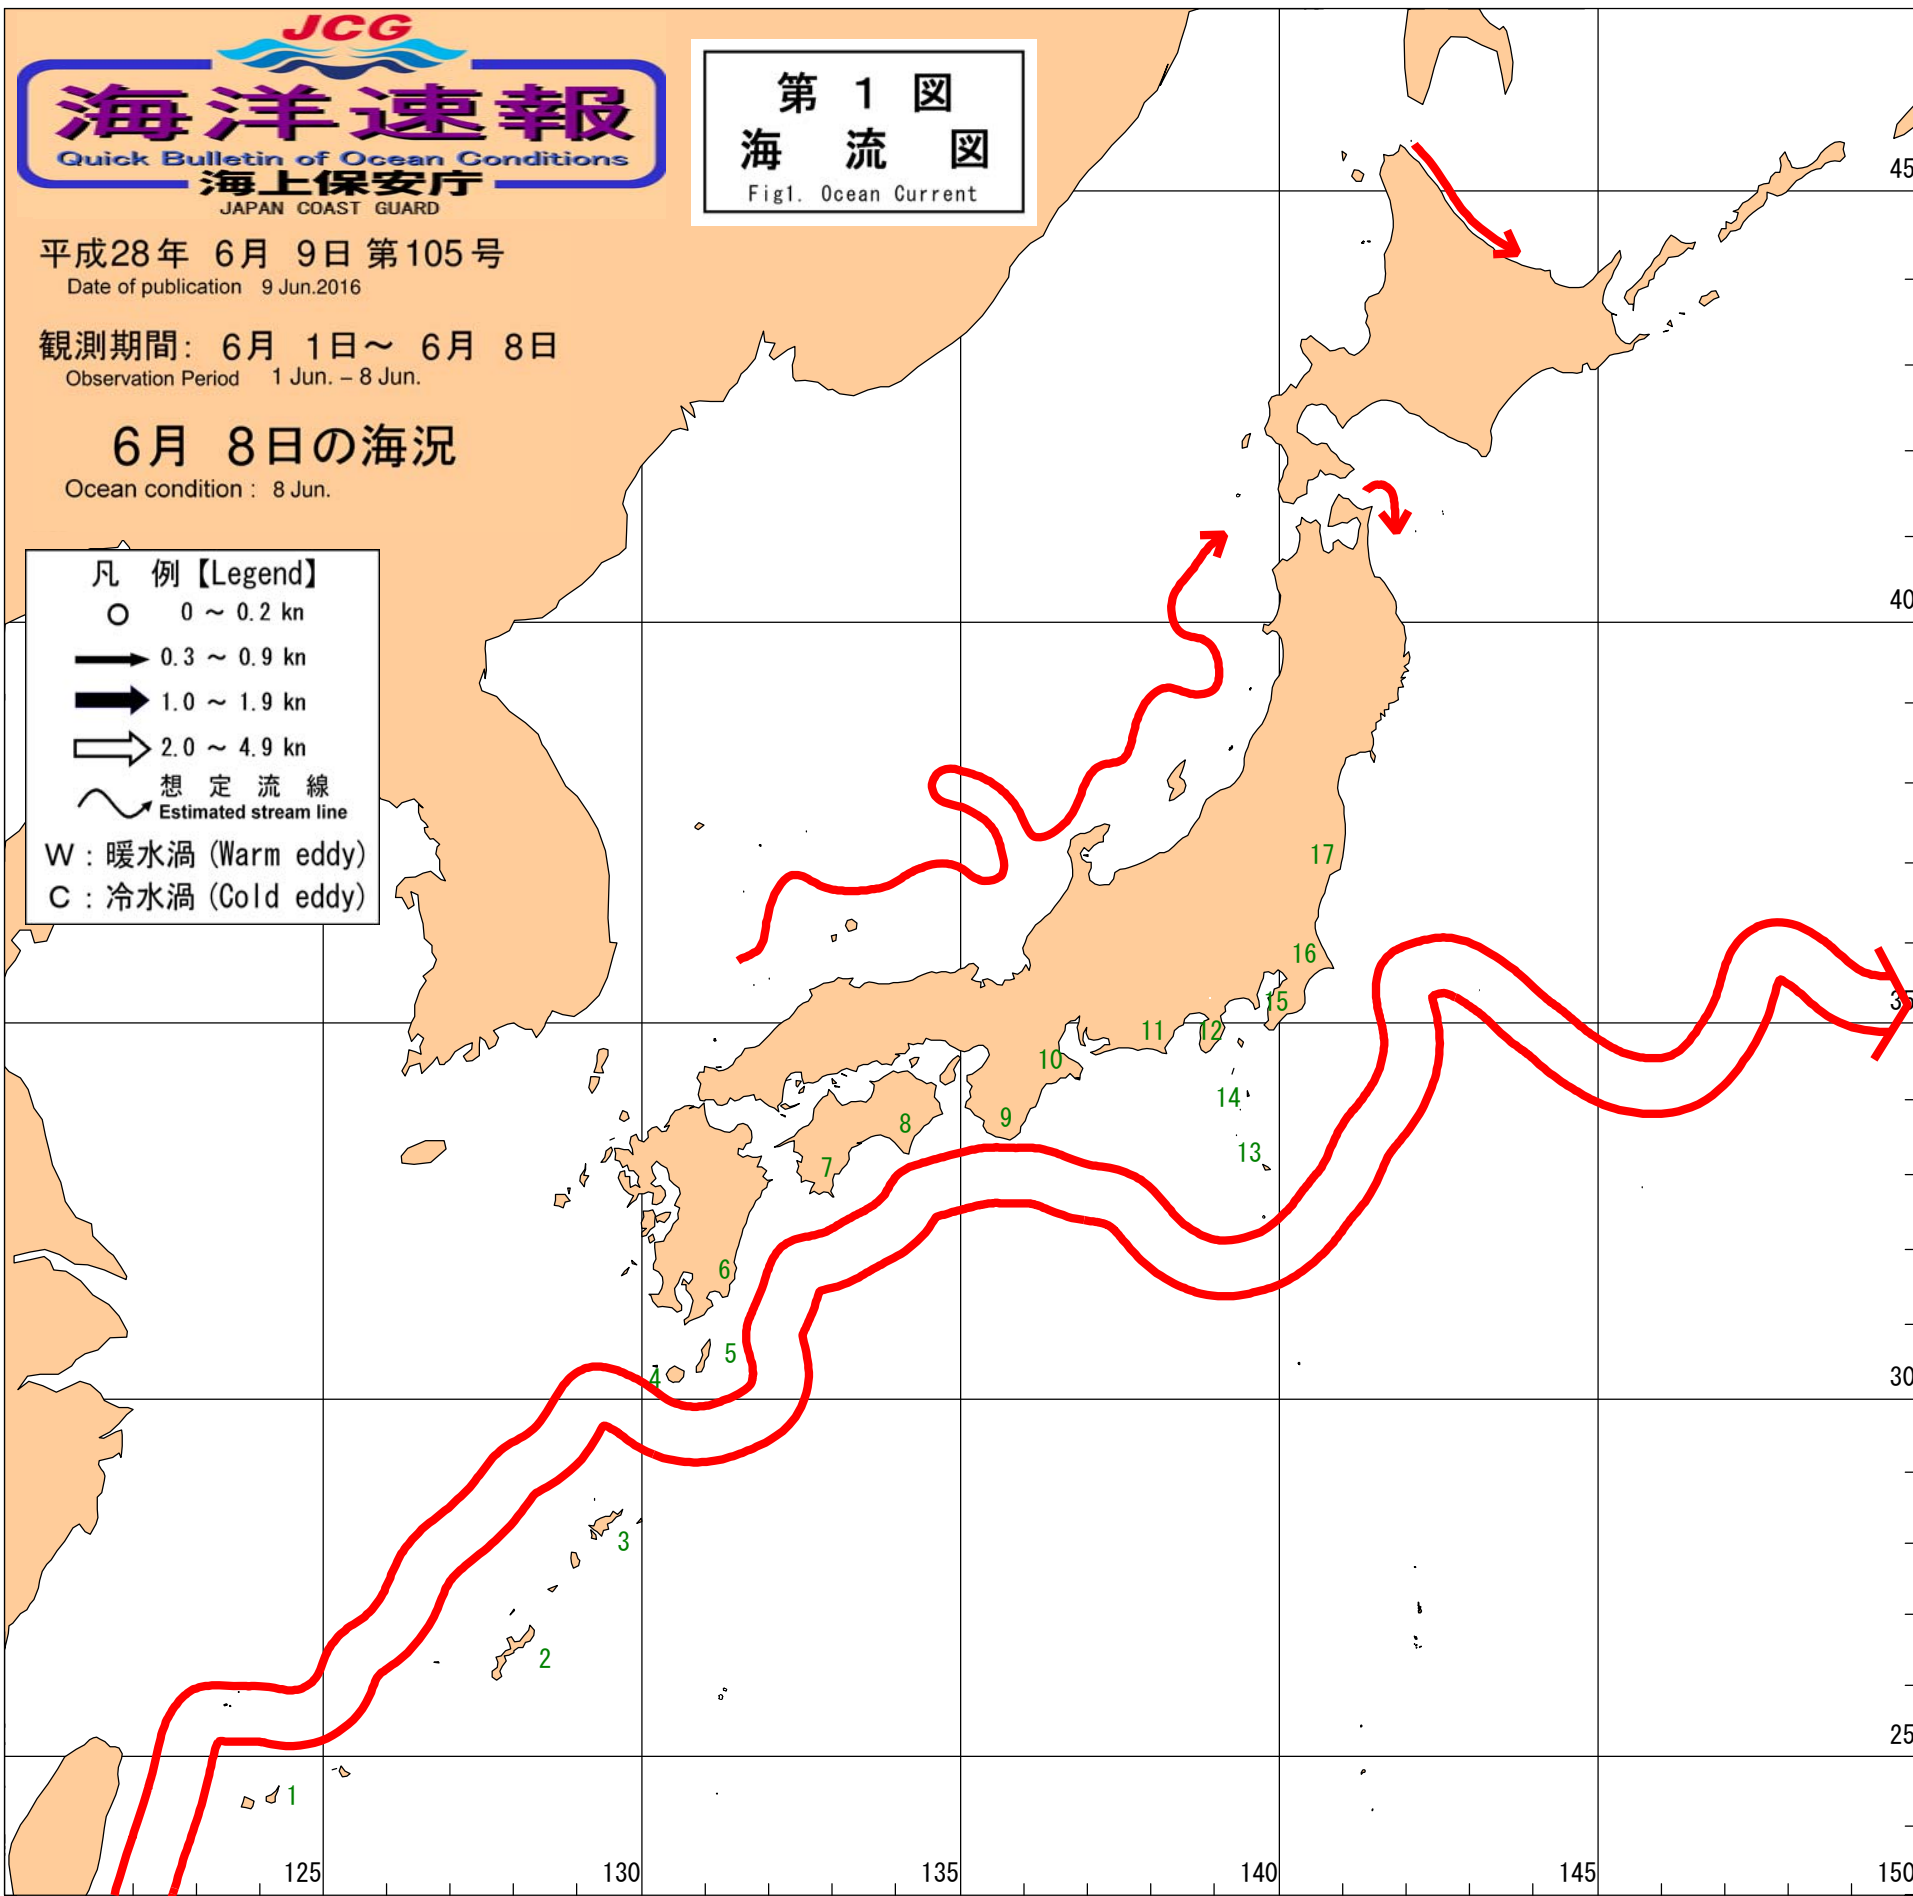 JCG
海洋速報
Quick Bulletin of Ocean Conditions
海上保安庁
JAPAN COAST GUARD
平成28年 6月 9日 第105号
Date of publication 9 Jun.2016
観測期間: 6月 1日～ 6月 8日
Observation Period 1 Jun. – 8 Jun.
6月 8日の海況
Ocean condition : 8 Jun.
第 1 図
海 流 図
Fig1. Ocean Current
凡 例【Legend】
0 ～ 0.2 kn
0.3 ～ 0.9 kn
1.0 ～ 1.9 kn
2.0 ～ 4.9 kn
想 定 流 線
Estimated stream line
W : 暖水渦 (Warm eddy)
C : 冷水渦 (Cold eddy)
45
40
35
30
25
17
16
15
12
11
10
14
13
9
8
7
6
5
4
3
2
1
125
130
135
140
145
150